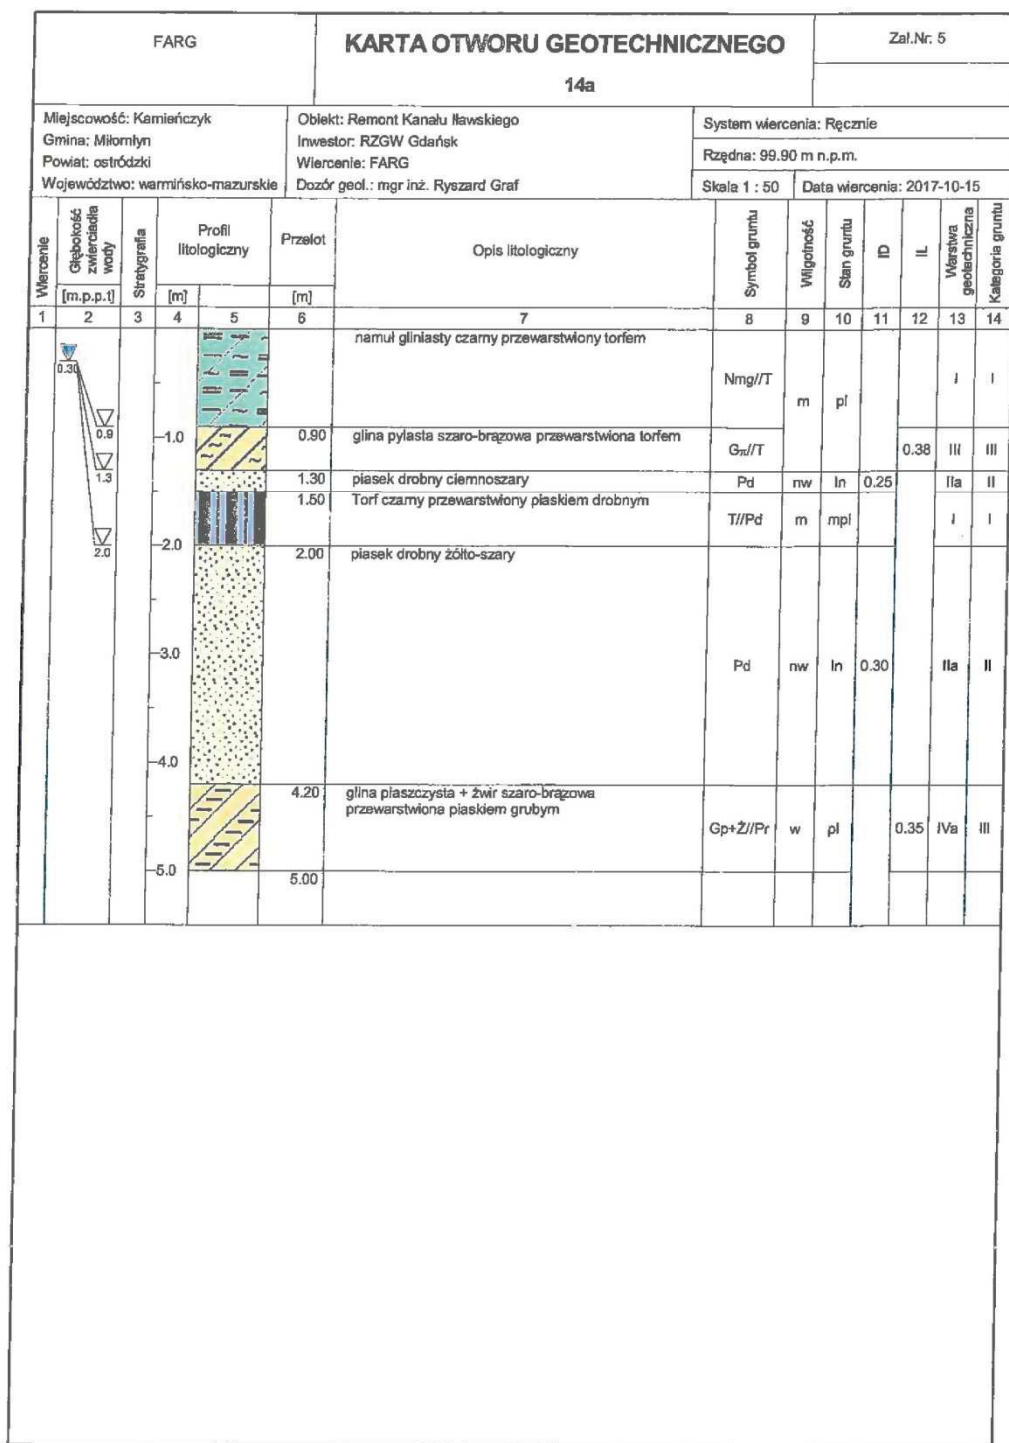 FARG
KARTA OTWORU GEOTECHNICZNEGO
14a
Zał.Nr: 5
Miejscowość: Kamieńczyk
Gmina: Miłomłyn
Powiat: ostródzki
Województwo: warmińsko-mazurskie
Obiekt: Remont Kanału Iławskiego
Inwestor: RZGW Gdańsk
Wiercenie: FARG
Dozór geol.: mgr inż. Ryszard Graf
System wiercenia: Ręcznie
Rzędna: 99.90 m n.p.m.
Skala 1 : 50 Data wiercenia: 2017-10-15
Wiercenie
Głębokość zwierciadła wody
[m.p.p.t]
Stratygrafia
Profil litologiczny
[m]
Przelot
[m]
Opis litologiczny
Symbol gruntu
Wilgotność
Stan gruntu
ID
IL
Warstwa geotechniczna
Kategoria gruntu
1 2 3 4 5 6 7 8 9 10 11 12 13 14
namuł gliniasty czarny przewarstwiony torfem
0.30
Nmg//T m pl I I
0.9
1.0 0.90 glina pylasta szaro-brązowa przewarstwiona torfem
Gπ//T 0.38 III III
1.3 1.30 piasek drobny ciemnoszary Pd nw ln 0.25 IIa II
1.50 Torf czarny przewarstwiony piaskiem drobnym
T//Pd m mpl I I
2.0 2.0 2.00 piasek drobny żółto-szary
3.0
Pd nw ln 0.30 IIa II
4.0
4.20 glina piaszczysta + żwir szaro-brązowa
przewarstwiona piaskiem grubym
Gp+Ż//Pr w pl 0.35 IVa III
5.0
5.00